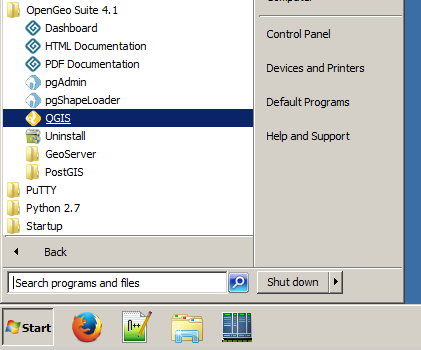 OpenGeo Suite 4.1
Dashboard
HTML Documentation
PDF Documentation
pgAdmin
pgShapeLoader
QGIS
Uninstall
GeoServer
PostGIS
PuTTY
Python 2.7
Startup
Back
Search programs and files
Control Panel
Devices and Printers
Default Programs
Help and Support
Shut down
Start